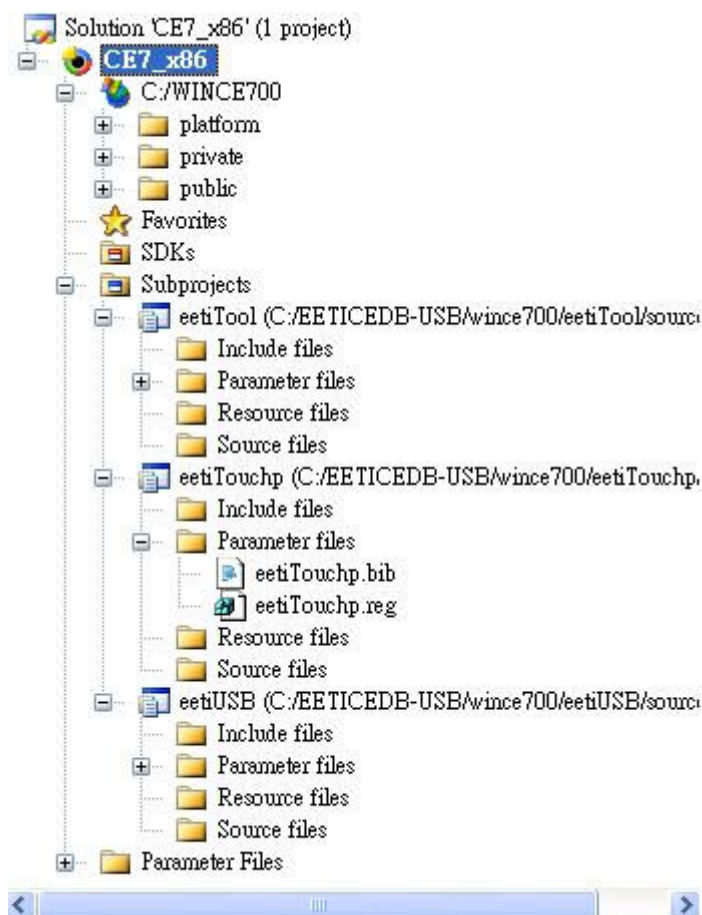 Solution 'CE7_x86' (1 project)
CE7_x86
C:/WINCE700
platform
private
public
Favorites
SDKs
Subprojects
eetiTool (C:/EETICEDB-USB/wince700/eetiTool/sourc
Include files
Parameter files
Resource files
Source files
eetiTouchp (C:/EETICEDB-USB/wince700/eetiTouchp
Include files
Parameter files
eetiTouchp.bib
eetiTouchp.reg
Resource files
Source files
eetiUSB (C:/EETICEDB-USB/wince700/eetiUSB/sourc
Include files
Parameter files
Resource files
Source files
Parameter Files